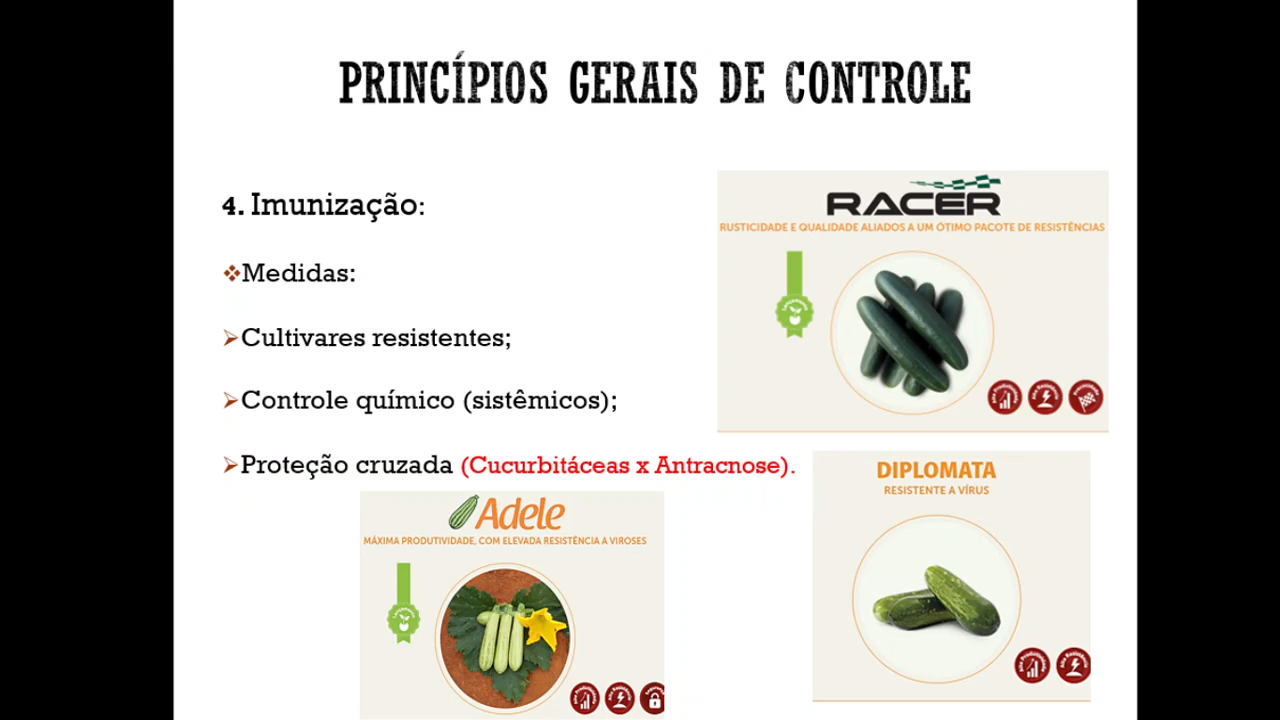 PRINCÍPIOS GERAIS DE CONTROLE
4. Imunização:
Medidas:
Cultivares resistentes;
Controle químico (sistêmicos);
Proteção cruzada (Cucurbitáceas x Antracnose).
RACER
RUSTICIDADE E QUALIDADE ALIADOS A UM ÓTIMO PACOTE DE RESISTÊNCIAS
Adele
MÁXIMA PRODUTIVIDADE, COM ELEVADA RESISTÊNCIA A VIROSES
DIPLOMATA
RESISTENTE A VÍRUS